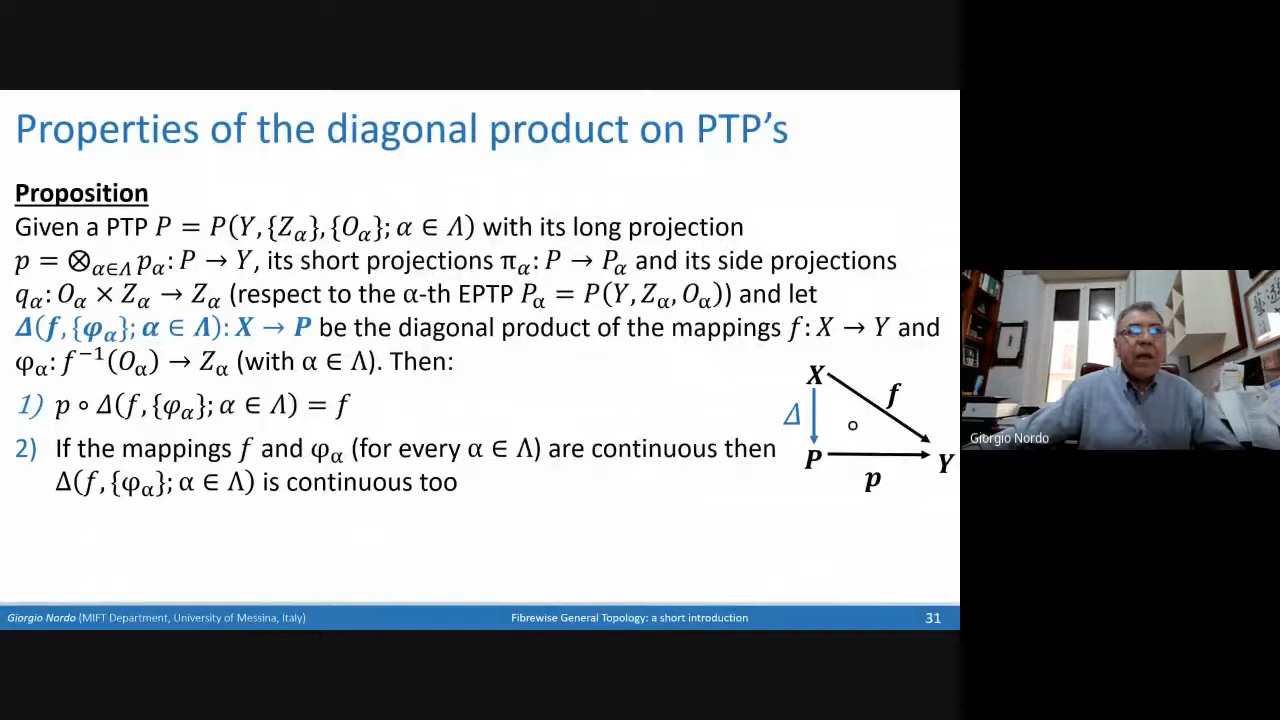 Properties of the diagonal product on PTP's
Proposition
Given a PTP P = P(Y, {Z_α}, {O_α}; α ∈ Λ) with its long projection
p = ⊗_{α∈Λ} p_α: P → Y, its short projections π_α: P → P_α and its side projections
q_α: O_α × Z_α → Z_α (respect to the α-th EPTP P_α = P(Y, Z_α, O_α)) and let
Δ(f, {φ_α}; α ∈ Λ): X → P be the diagonal product of the mappings f: X → Y and
φ_α: f⁻¹(O_α) → Z_α (with α ∈ Λ). Then:
1) p ∘ Δ(f, {φ_α}; α ∈ Λ) = f
2) If the mappings f and φ_α (for every α ∈ Λ) are continuous then
Δ(f, {φ_α}; α ∈ Λ) is continuous too
X
f
Δ
∘
P
Y
p
Giorgio Nordo
Giorgio Nordo (MIFT Department, University of Messina, Italy)
Fibrewise General Topology: a short introduction
31